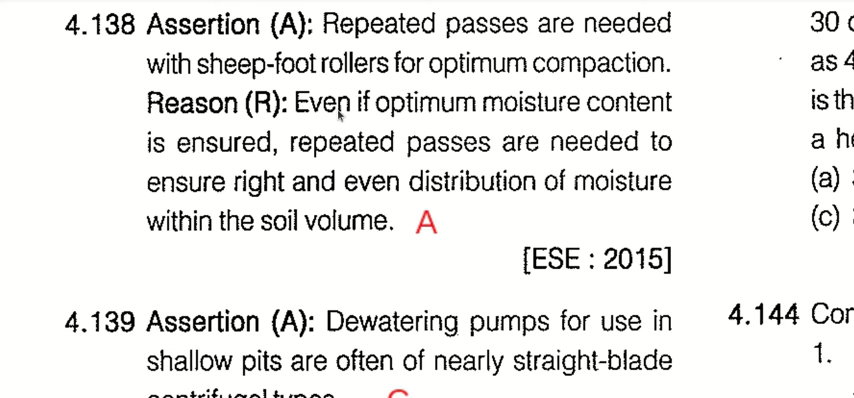 4.138 Assertion (A): Repeated passes are needed
with sheep-foot rollers for optimum compaction.
Reason (R): Even if optimum moisture content
is ensured, repeated passes are needed to
ensure right and even distribution of moisture
within the soil volume. A
[ESE : 2015]
4.139 Assertion (A): Dewatering pumps for use in
shallow pits are often of nearly straight-blade
30
as 4
is th
a
(a)
(c)
4.144
1.